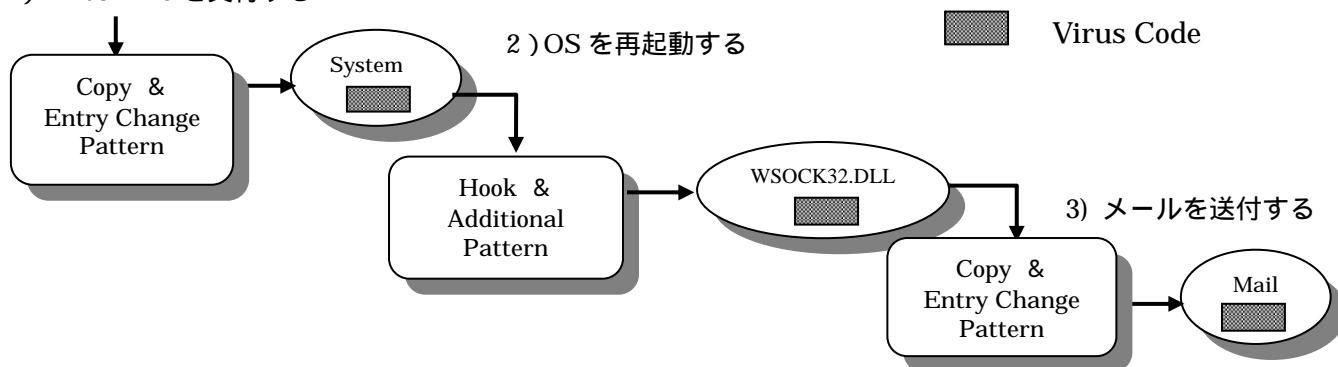 2 ) OS を再起動する
Virus Code
Copy &
Entry Change
Pattern
System
Hook &
Additional
Pattern
WSOCK32.DLL
3) メールを送付する
Copy &
Entry Change
Pattern
Mail